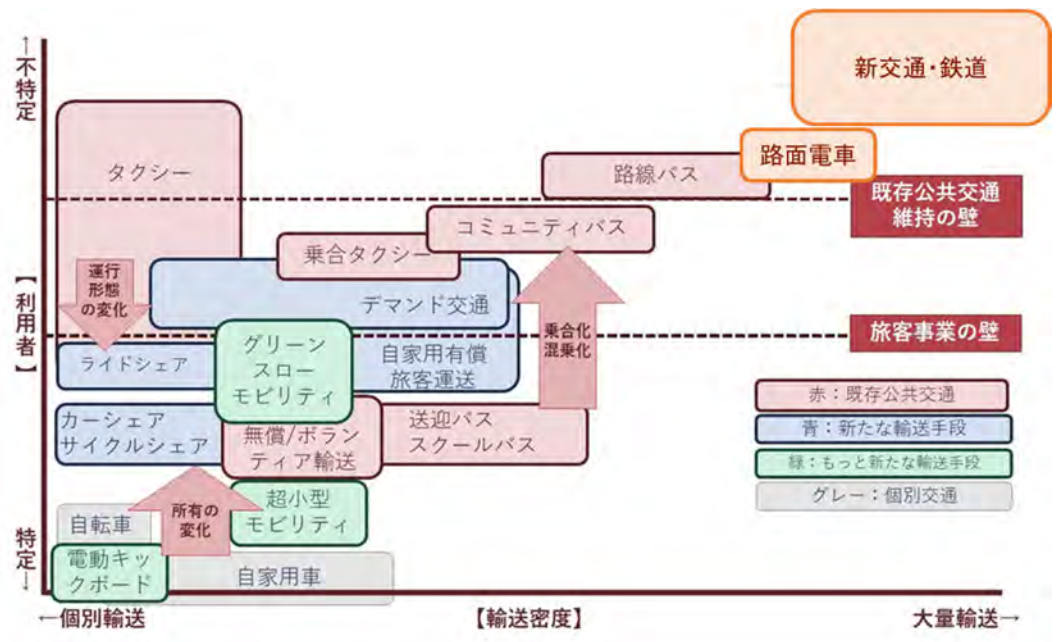 ←不特定
新交通・鉄道
路面電車
タクシー
路線バス
既存公共交通
維持の壁
コミュニティバス
乗合タクシー
運行
形態
の変化
デマンド交通
【利用者】
乗合化
混乗化
旅客事業の壁
グリーン
スロー
モビリティ
ライドシェア
自家用有償
旅客運送
カーシェア
サイクルシェア
無償/ボラン
ティア輸送
送迎バス
スクールバス
赤：既存公共交通
青：新たな輸送手段
緑：もっと新たな輸送手段
グレー：個別交通
所有の
変化
超小型
モビリティ
自転車
電動キッ
クボード
自家用車
特定→
←個別輸送
【輸送密度】
大量輸送→